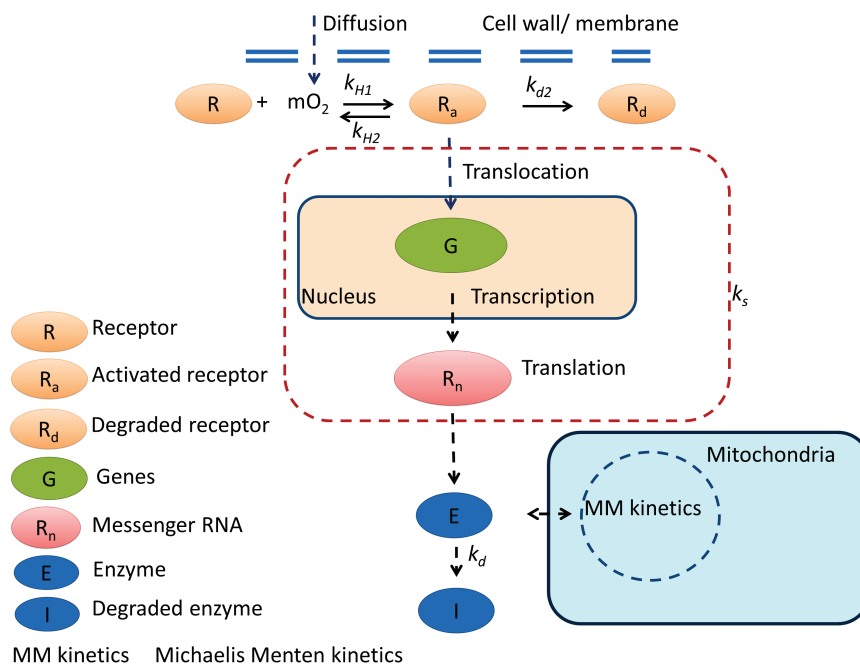 Diffusion
Cell wall/ membrane
R + mO2 kH1 kH2 Ra kd2 Rd
Translocation
G
Nucleus
Transcription
ks
Rn
Translation
Mitochondria
MM kinetics
E
kd
I
R Receptor
Ra Activated receptor
Rd Degraded receptor
G Genes
Rn Messenger RNA
E Enzyme
I Degraded enzyme
MM kinetics Michaelis Menten kinetics